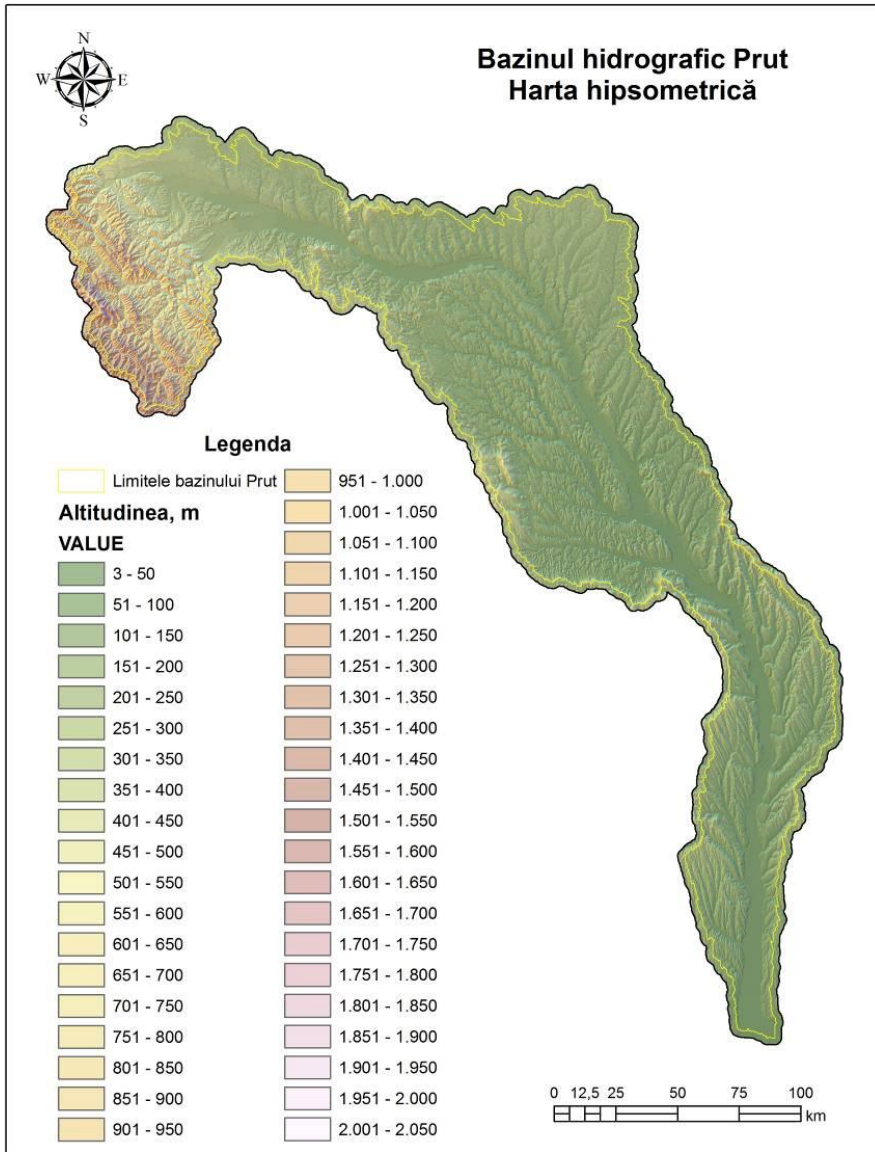 N
W E
S
Bazinul hidrografic Prut
Harta hipsometrică
Legenda
Limitele bazinului Prut
Altitudinea, m
VALUE
3 - 50
51 - 100
101 - 150
151 - 200
201 - 250
251 - 300
301 - 350
351 - 400
401 - 450
451 - 500
501 - 550
551 - 600
601 - 650
651 - 700
701 - 750
751 - 800
801 - 850
851 - 900
901 - 950
951 - 1.000
1.001 - 1.050
1.051 - 1.100
1.101 - 1.150
1.151 - 1.200
1.201 - 1.250
1.251 - 1.300
1.301 - 1.350
1.351 - 1.400
1.401 - 1.450
1.451 - 1.500
1.501 - 1.550
1.551 - 1.600
1.601 - 1.650
1.651 - 1.700
1.701 - 1.750
1.751 - 1.800
1.801 - 1.850
1.851 - 1.900
1.901 - 1.950
1.951 - 2.000
2.001 - 2.050
0 12,5 25 50 75 100
km